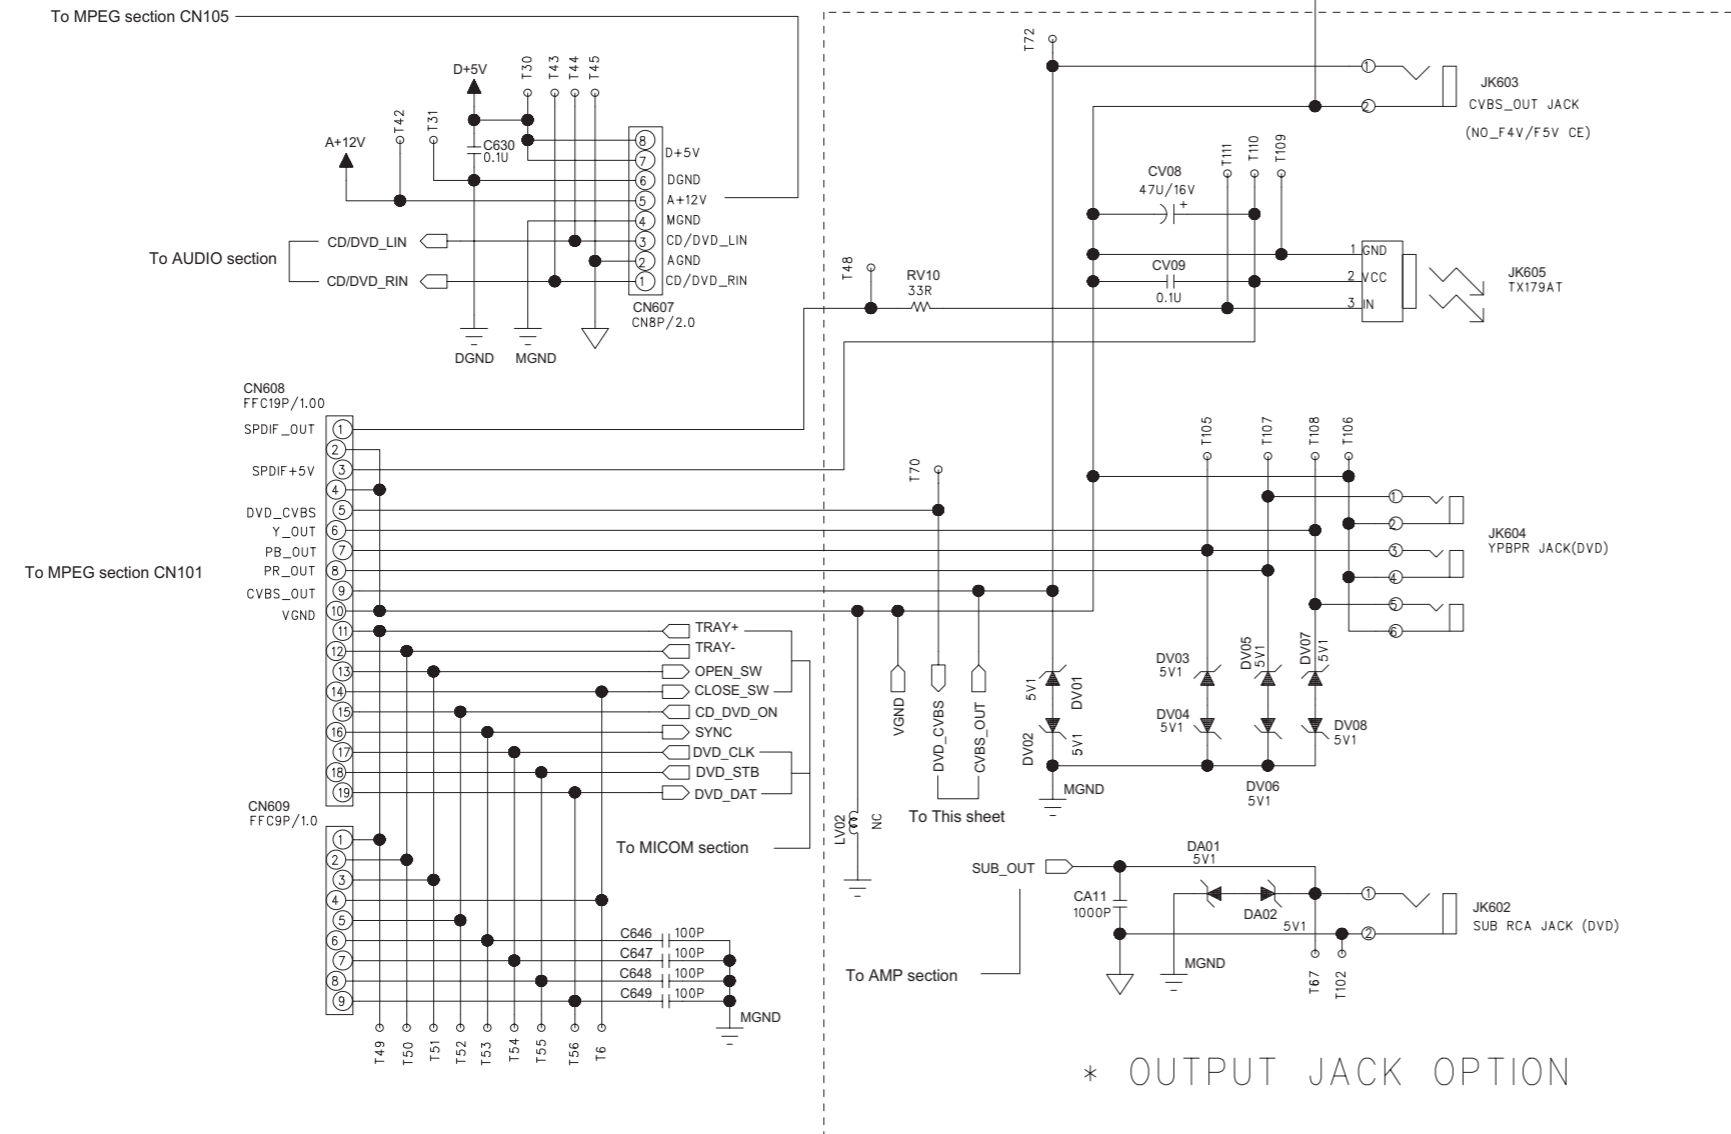 To MPEG section CN105
D+5V
T30
T43
T44
T45
A+12V
T42
T31
C630
0.1U
8
7
D+5V
6
DGND
5
A+12V
4
MGND
CD/DVD_LIN
3
CD/DVD_LIN
To AUDIO section
2
AGND
CD/DVD_RIN
1
CD/DVD_RIN
CN607
CN8P/2.0
DGND
MGND
T72
1
JK603
2
CVBS_OUT JACK
(NO_F4V/F5V CE)
T111
T110
T109
CV08
47U/16V
+
T48
RV10
33R
CV09
0.1U
1
GND
2
VCC
3
IN
JK605
TX179AT
CN608
FFC19P/1.00
SPDIF_OUT
1
2
SPDIF+5V
3
4
DVD_CVBS
5
Y_OUT
6
PB_OUT
7
To MPEG section CN101
PR_OUT
8
CVBS_OUT
9
VGND
10
11
TRAY+
12
TRAY-
13
OPEN_SW
14
CLOSE_SW
15
CD_DVD_ON
16
SYNC
17
DVD_CLK
18
DVD_STB
19
DVD_DAT
T70
T105
T107
T108
T106
1
2
3
4
5
6
JK604
YPBPR JACK(DVD)
VGND
DVD_CVBS
CVBS_OUT
5V1
DV01
DV02
5V1
MGND
DV03
5V1
DV04
5V1
DV05
5V1
DV06
5V1
DV07
5V1
DV08
5V1
LV02
NC
To This sheet
CN609
FFC9P/1.0
1
2
3
4
5
6
7
8
9
To MICOM section
C646
100P
C647
100P
C648
100P
C649
100P
MGND
T49
T50
T51
T52
T53
T54
T55
T56
T6
SUB_OUT
CA11
1000P
DA01
5V1
DA02
5V1
MGND
1
2
JK602
SUB RCA JACK (DVD)
T67
T102
To AMP section
* OUTPUT JACK OPTION